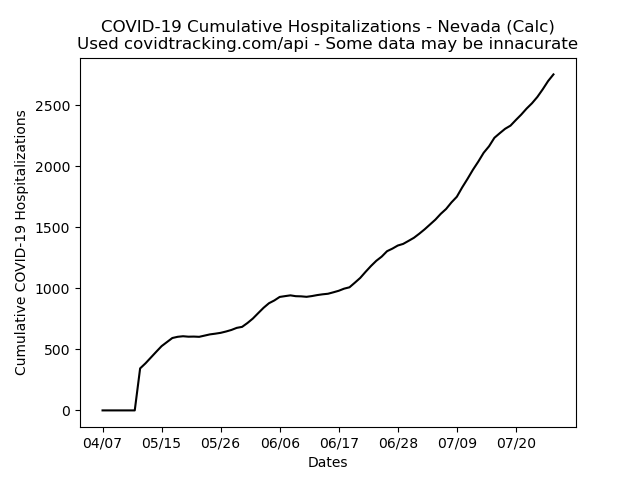 COVID-19 Cumulative Hospitalizations - Nevada (Calc)
Used covidtracking.com/api - Some data may be innacurate
Cumulative COVID-19 Hospitalizations
2500
2000
1500
1000
500
0
04/07 05/15 05/26 06/06 06/17 06/28 07/09 07/20
Dates